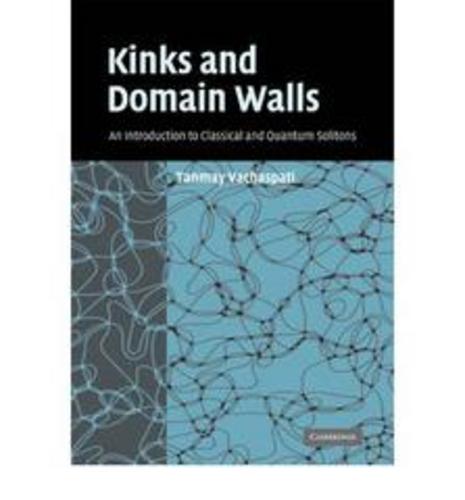 Kinks and
Domain Walls
An Introduction to Classical and Quantum Solitons
Tanmay Vachaspati
CAMBRIDGE